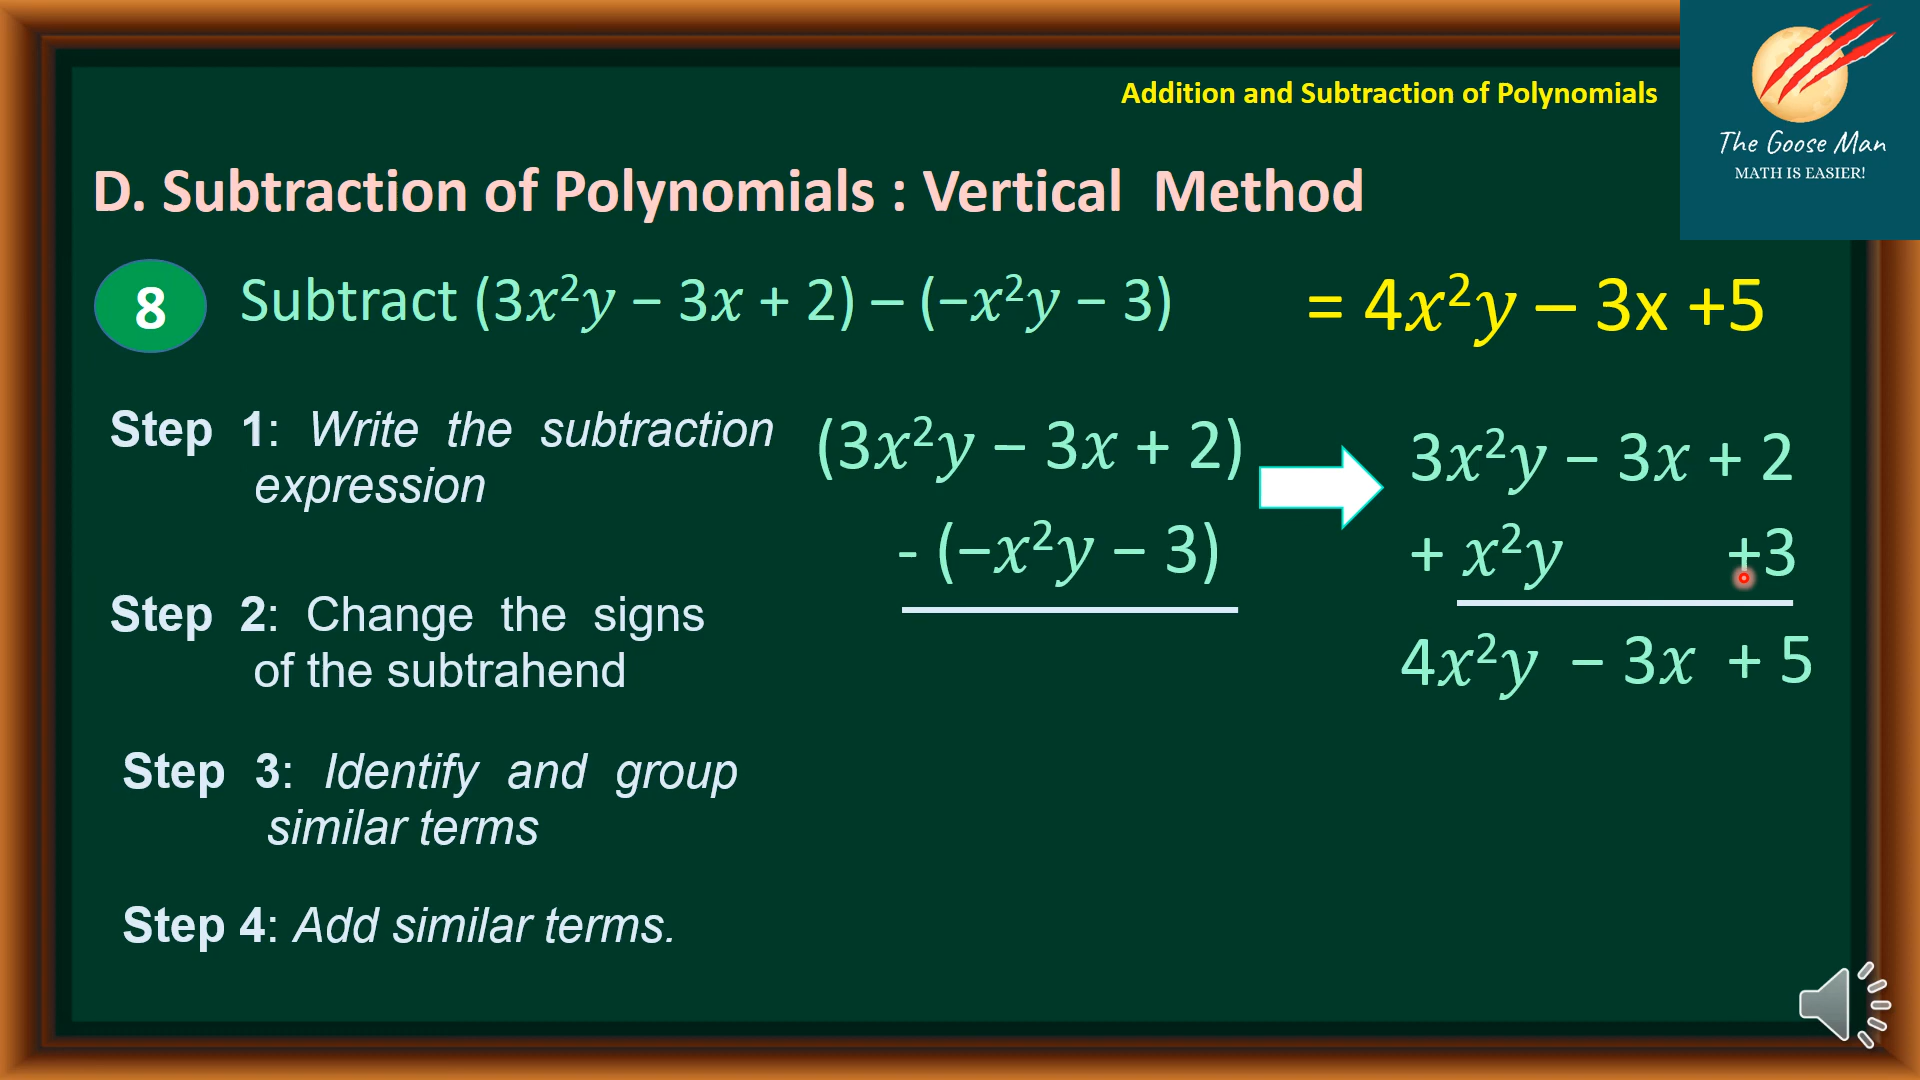 Addition and Subtraction of Polynomials
The Goose Man
MATH IS EASIER!
D. Subtraction of Polynomials : Vertical Method
8 Subtract (3x²y − 3x + 2) – (−x²y − 3) = 4x²y – 3x +5
Step 1: Write the subtraction
expression
(3x²y − 3x + 2)
- (−x²y − 3)
3x²y − 3x + 2
+ x²y +3
4x²y − 3x + 5
Step 2: Change the signs
of the subtrahend
Step 3: Identify and group
similar terms
Step 4: Add similar terms.